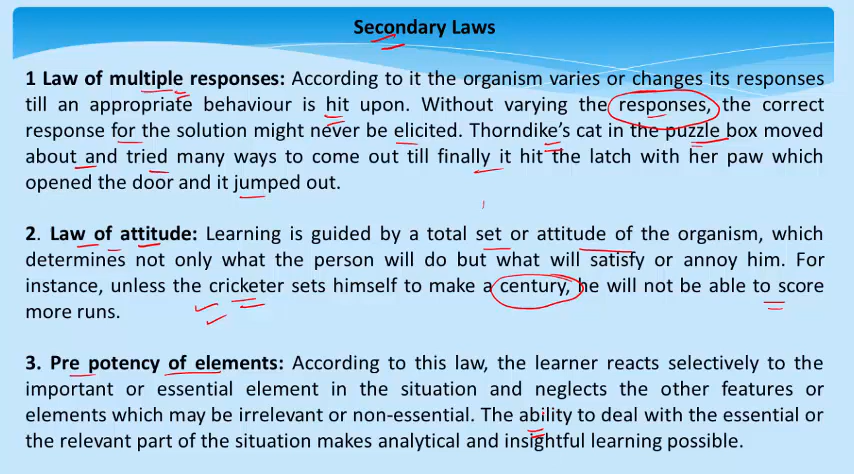 Secondary Laws
1 Law of multiple responses: According to it the organism varies or changes its responses
till an appropriate behaviour is hit upon. Without varying the responses, the correct
response for the solution might never be elicited. Thorndike's cat in the puzzle box moved
about and tried many ways to come out till finally it hit the latch with her paw which
opened the door and it jumped out.
2. Law of attitude: Learning is guided by a total set or attitude of the organism, which
determines not only what the person will do but what will satisfy or annoy him. For
instance, unless the cricketer sets himself to make a century, he will not be able to score
more runs.
3. Pre potency of elements: According to this law, the learner reacts selectively to the
important or essential element in the situation and neglects the other features or
elements which may be irrelevant or non-essential. The ability to deal with the essential or
the relevant part of the situation makes analytical and insightful learning possible.